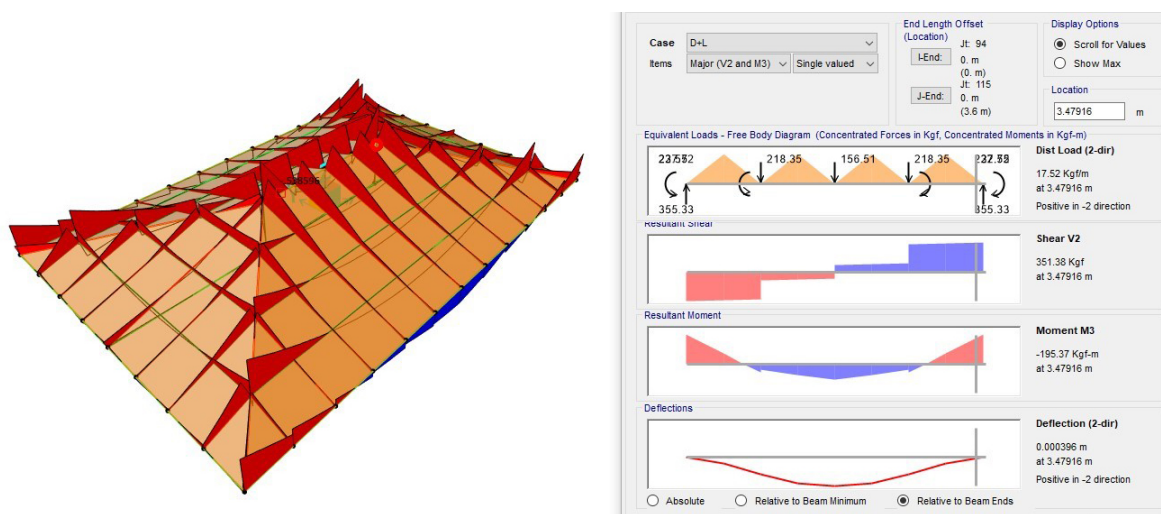 Case D+L
Items Major (V2 and M3) Single valued
End Length Offset
(Location)
Jt: 94
I-End: 0. m
(0. m)
Jt: 115
J-End: 0. m
(3.6 m)
Display Options
Scroll for Values
Show Max
Location
3.47916 m
Equivalent Loads - Free Body Diagram (Concentrated Forces in Kgf, Concentrated Moments in Kgf-m)
218.35 156.51 218.35
355.33 355.33
Dist Load (2-dir)
17.52 Kgf/m
at 3.47916 m
Positive in -2 direction
Resultant Shear
Shear V2
351.38 Kgf
at 3.47916 m
Resultant Moment
Moment M3
-195.37 Kgf-m
at 3.47916 m
Deflections
Deflection (2-dir)
0.000396 m
at 3.47916 m
Positive in -2 direction
Absolute Relative to Beam Minimum Relative to Beam Ends